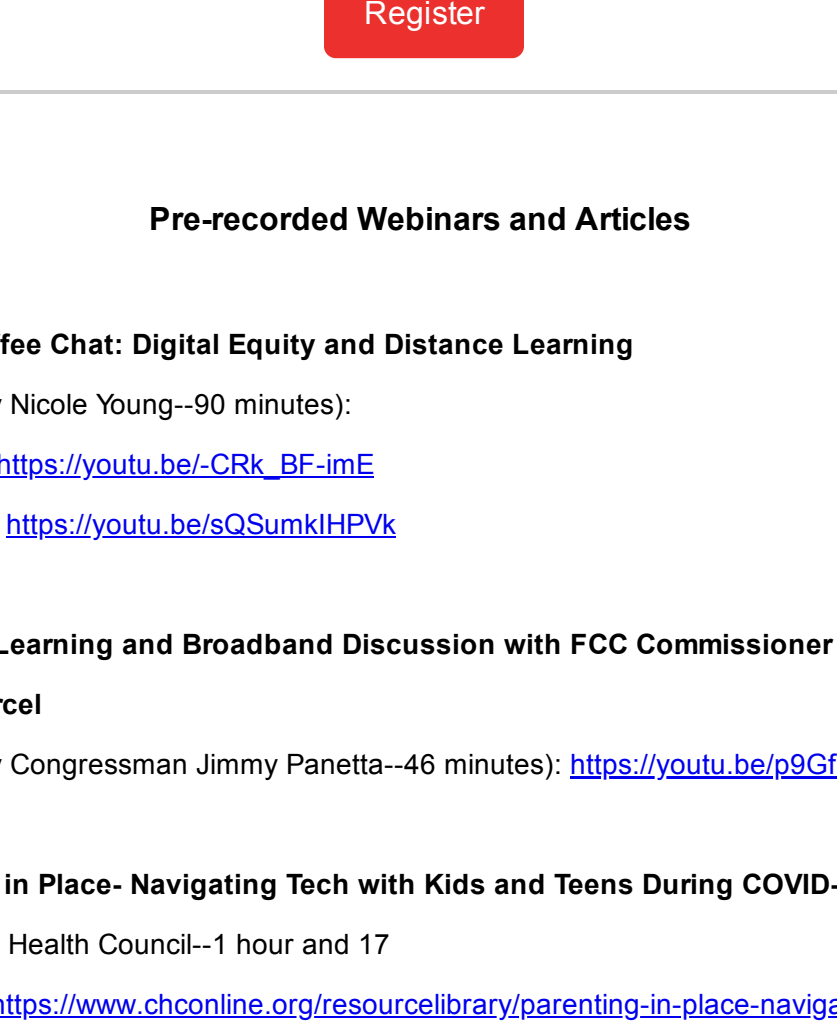 Register
Pre-recorded Webinars and Articles
ffee Chat: Digital Equity and Distance Learning
y Nicole Young--90 minutes):
https://youtu.be/-CRk_BF-imE
https://youtu.be/sQSumkIHPVk
Learning and Broadband Discussion with FCC Commissioner
rcel
y Congressman Jimmy Panetta--46 minutes): https://youtu.be/p9Gf
in Place- Navigating Tech with Kids and Teens During COVID-
Health Council--1 hour and 17
https://www.chconline.org/resourcelibrary/parenting-in-place-naviga